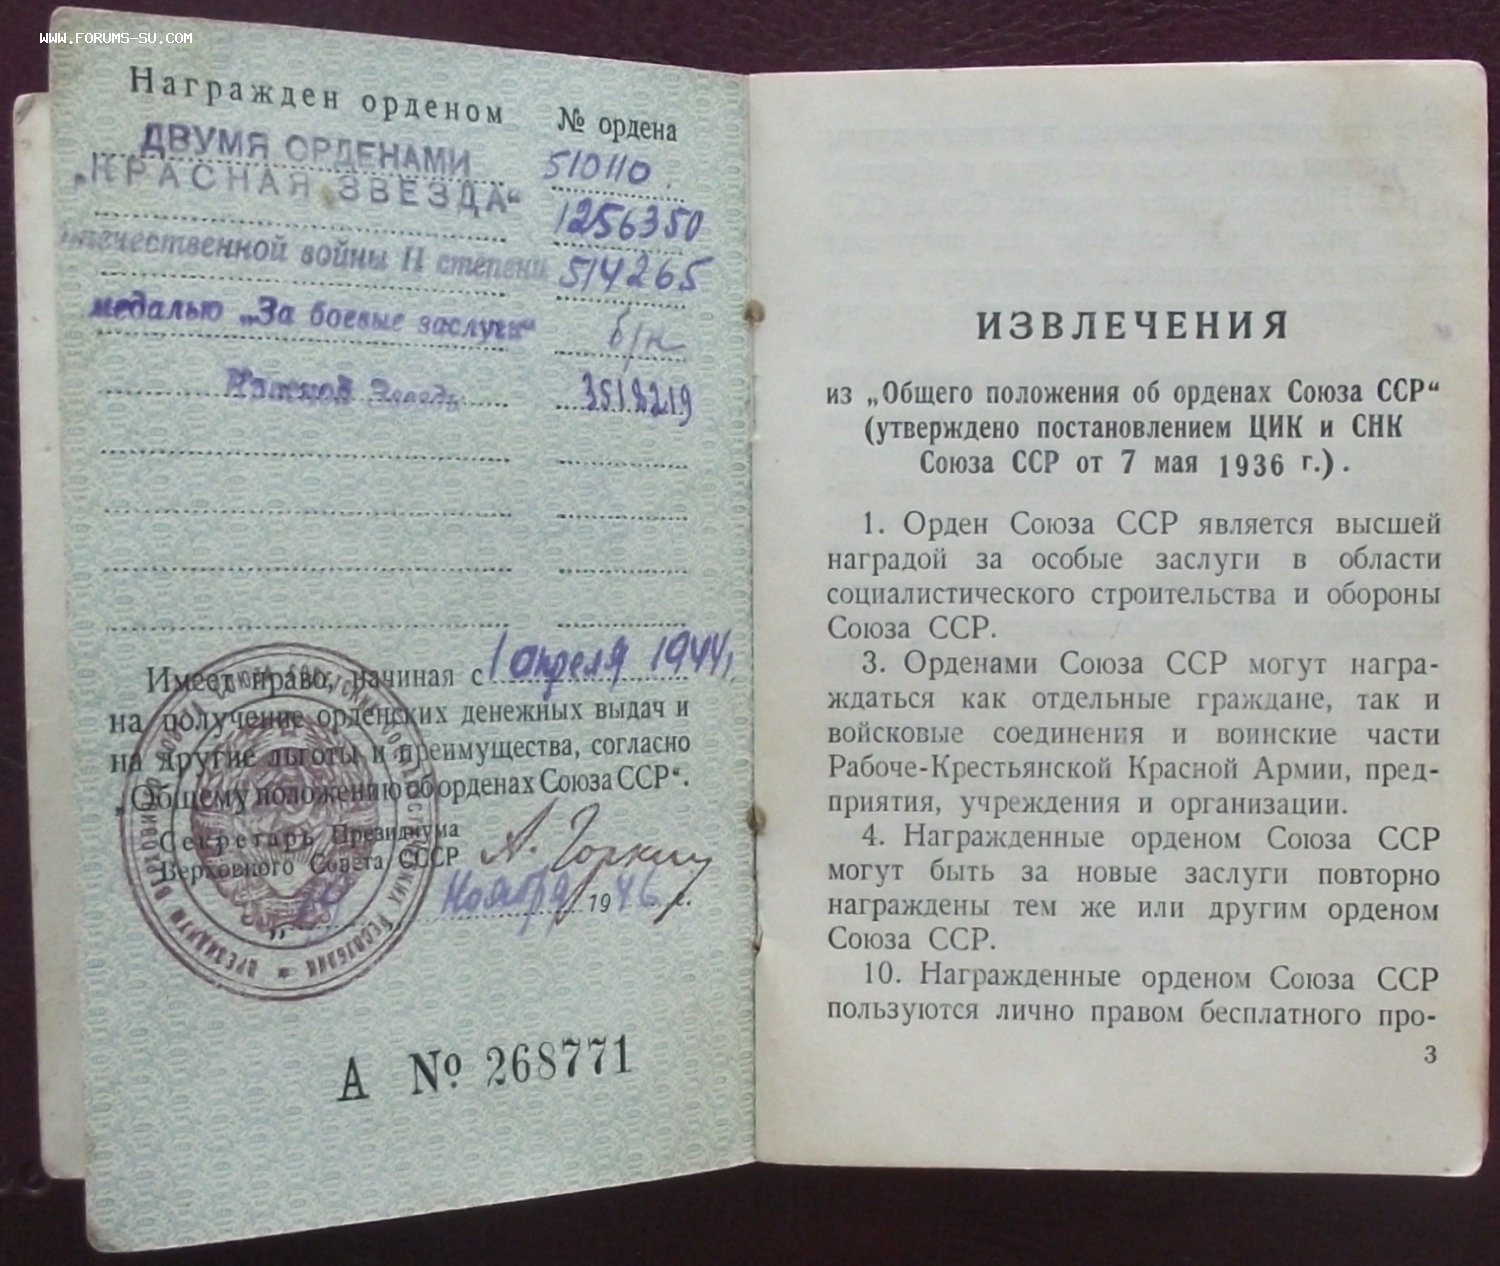 www.forums-su.com
Награжден орденом
№ ордена
ДВУМЯ ОРДЕНАМИ
510110.
„КРАСНАЯ ЗВЕЗДА“
1256350
Отечественной войны II степени
514265
медалью „За боевые заслуги“
б/н
3518219
Имеет право, начиная с 1 апреля 1944 г.
на получение орденских денежных выдач и
на другие льготы и преимущества, согласно
„Общему положению об орденах Союза ССР“.
Секретарь Президиума
Верховного Совета СССР
А. Горкин
Ноября 1946 г.
А № 268771
ИЗВЛЕЧЕНИЯ
из „Общего положения об орденах Союза ССР“
(утверждено постановлением ЦИК и СНК
Союза ССР от 7 мая 1936 г.).
1. Орден Союза ССР является высшей
наградой за особые заслуги в области
социалистического строительства и обороны
Союза ССР.
3. Орденами Союза ССР могут награ-
ждаться как отдельные граждане, так и
войсковые соединения и воинские части
Рабоче-Крестьянской Красной Армии, пред-
приятия, учреждения и организации.
4. Награжденные орденом Союза ССР
могут быть за новые заслуги повторно
награждены тем же или другим орденом
Союза ССР.
10. Награжденные орденом Союза ССР
пользуются лично правом бесплатного про-
3